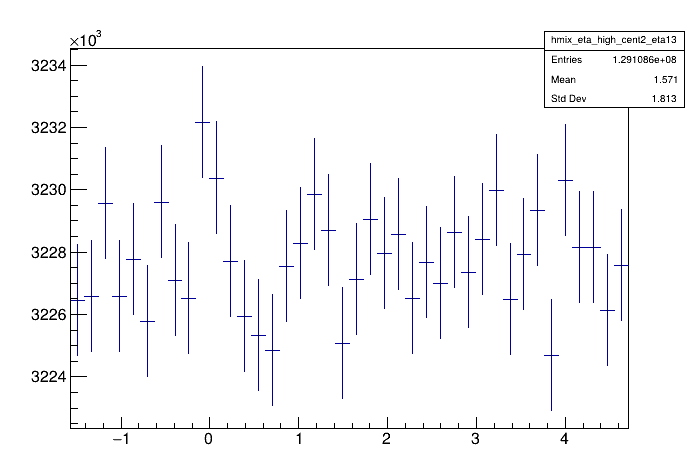 ×10³
hmix_eta_high_cent2_eta13
Entries 1.291086e+08
Mean 1.571
Std Dev 1.813
3234
3232
3230
3228
3226
3224
−1 0 1 2 3 4